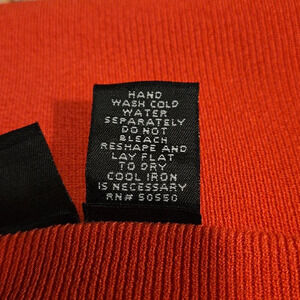 HAND
WASH COLD
WATER
SEPARATELY
DO NOT
BLEACH
RESHAPE AND
LAY FLAT
TO DRY
COOL IRON
IS NECESSARY
RN# 50550